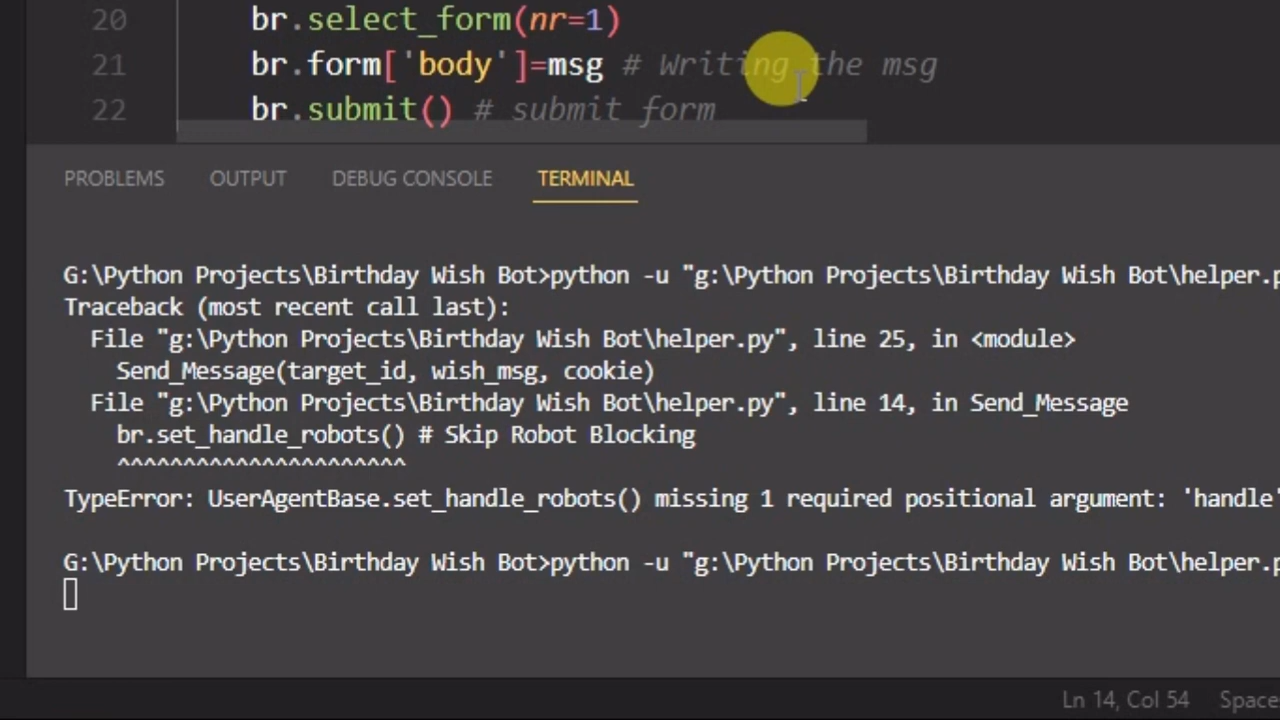 20 br.select_form(nr=1)
21 br.form['body']=msg # Writing the msg
22 br.submit() # submit form
PROBLEMS OUTPUT DEBUG CONSOLE TERMINAL
G:\Python Projects\Birthday Wish Bot>python -u "g:\Python Projects\Birthday Wish Bot\helper.p
Traceback (most recent call last):
File "g:\Python Projects\Birthday Wish Bot\helper.py", line 25, in <module>
Send_Message(target_id, wish_msg, cookie)
File "g:\Python Projects\Birthday Wish Bot\helper.py", line 14, in Send_Message
br.set_handle_robots() # Skip Robot Blocking
^^^^^^^^^^^^^^^^^^^^^^
TypeError: UserAgentBase.set_handle_robots() missing 1 required positional argument: 'handle'
G:\Python Projects\Birthday Wish Bot>python -u "g:\Python Projects\Birthday Wish Bot\helper.p
Ln 14, Col 54 Space